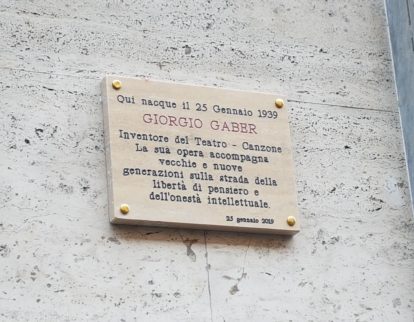 Qui nacque il 25 Gennaio 1939
GIORGIO GABER
Inventore del Teatro - Canzone
La sua opera accompagna
vecchie e nuove
generazioni sulla strada della
libertà di pensiero e
dell'onestà intellettuale.
25 gennaio 2019